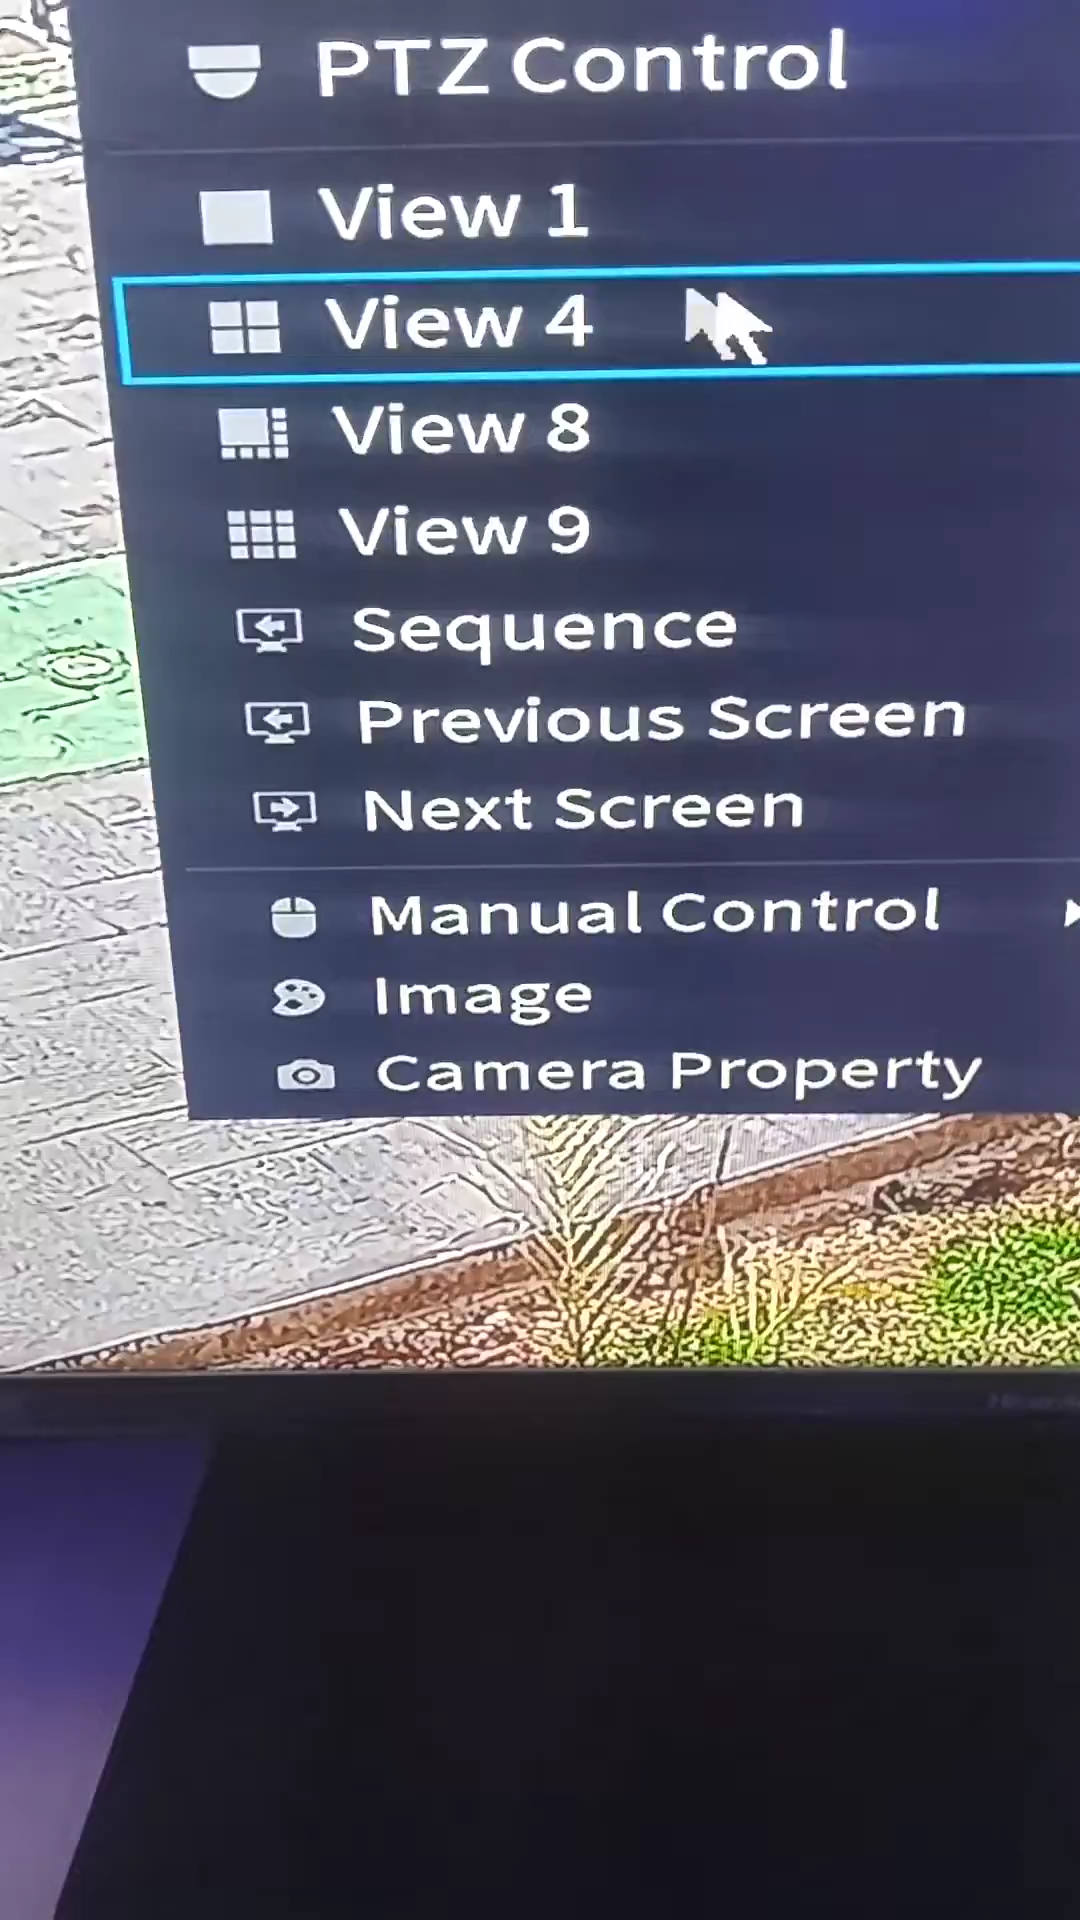 PTZ Control
View 1
View 4
View 8
View 9
Sequence
Previous Screen
Next Screen
Manual Control
Image
Camera Property